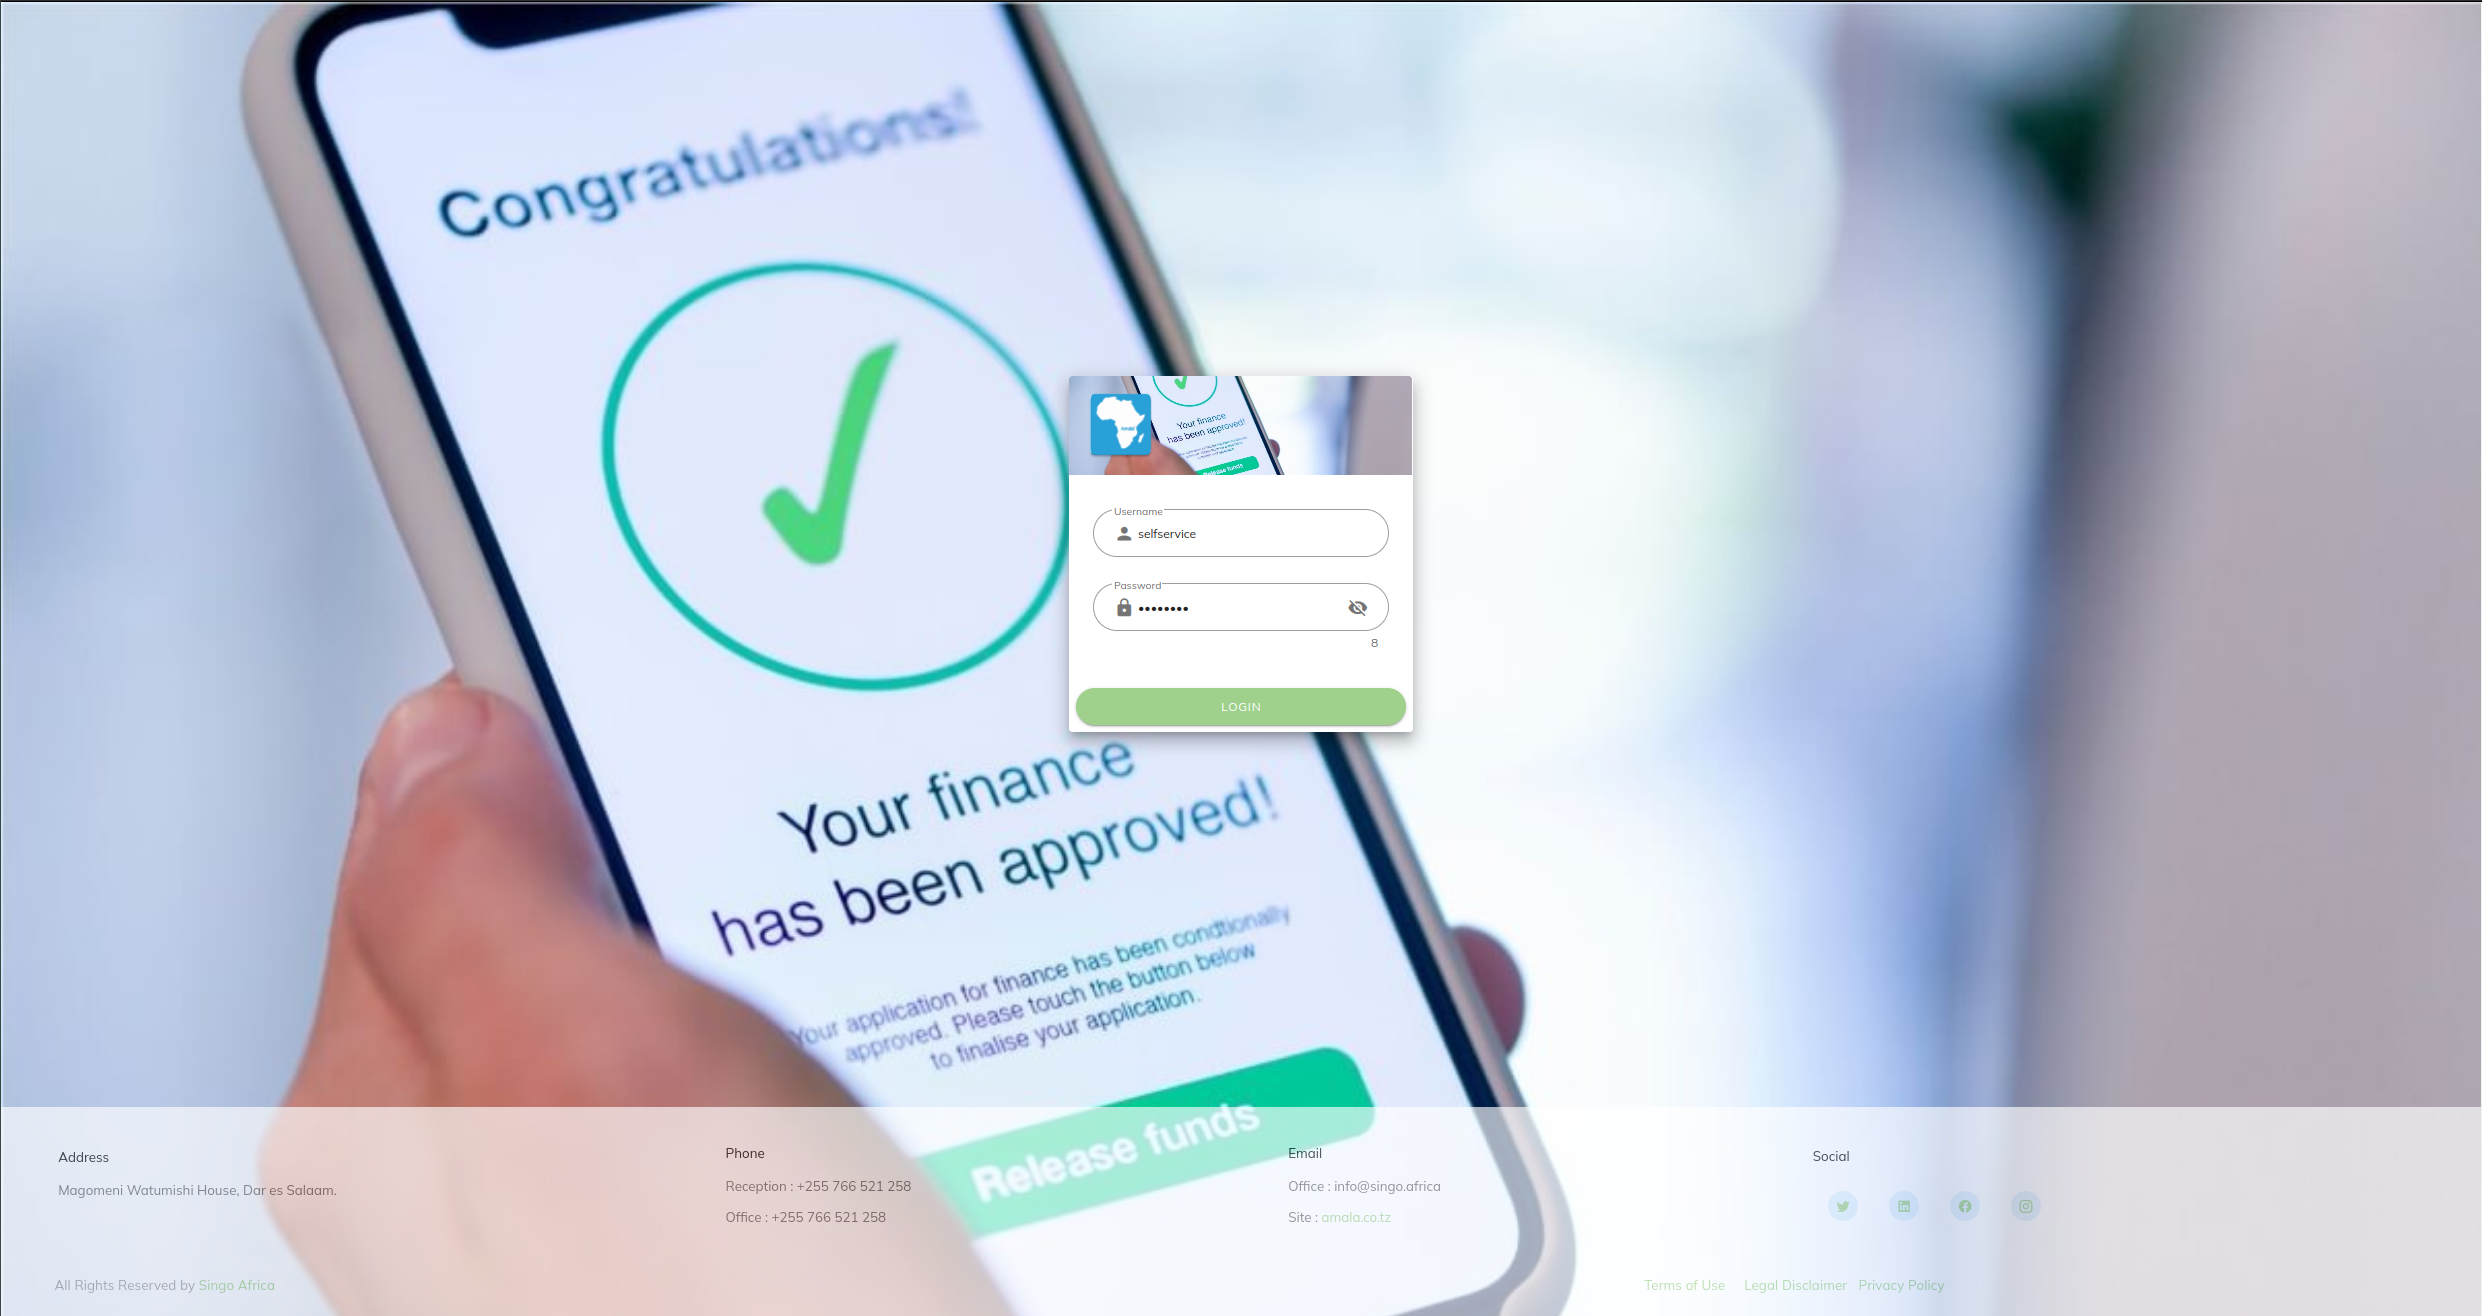 Congratulations!
Your finance
has been approved!
Your application for finance has been condtionally
approved. Please touch the button below
to finalise your application.
Release funds
Your finance
has been approved!
Release funds
Username
selfservice
Password
••••••••
8
LOGIN
Address
Magomeni Watumishi House, Dar es Salaam.
Phone
Reception : +255 766 521 258
Office : +255 766 521 258
Email
Office : info@singo.africa
Site : amala.co.tz
Social
All Rights Reserved by Singo Africa
Terms of Use Legal Disclaimer Privacy Policy